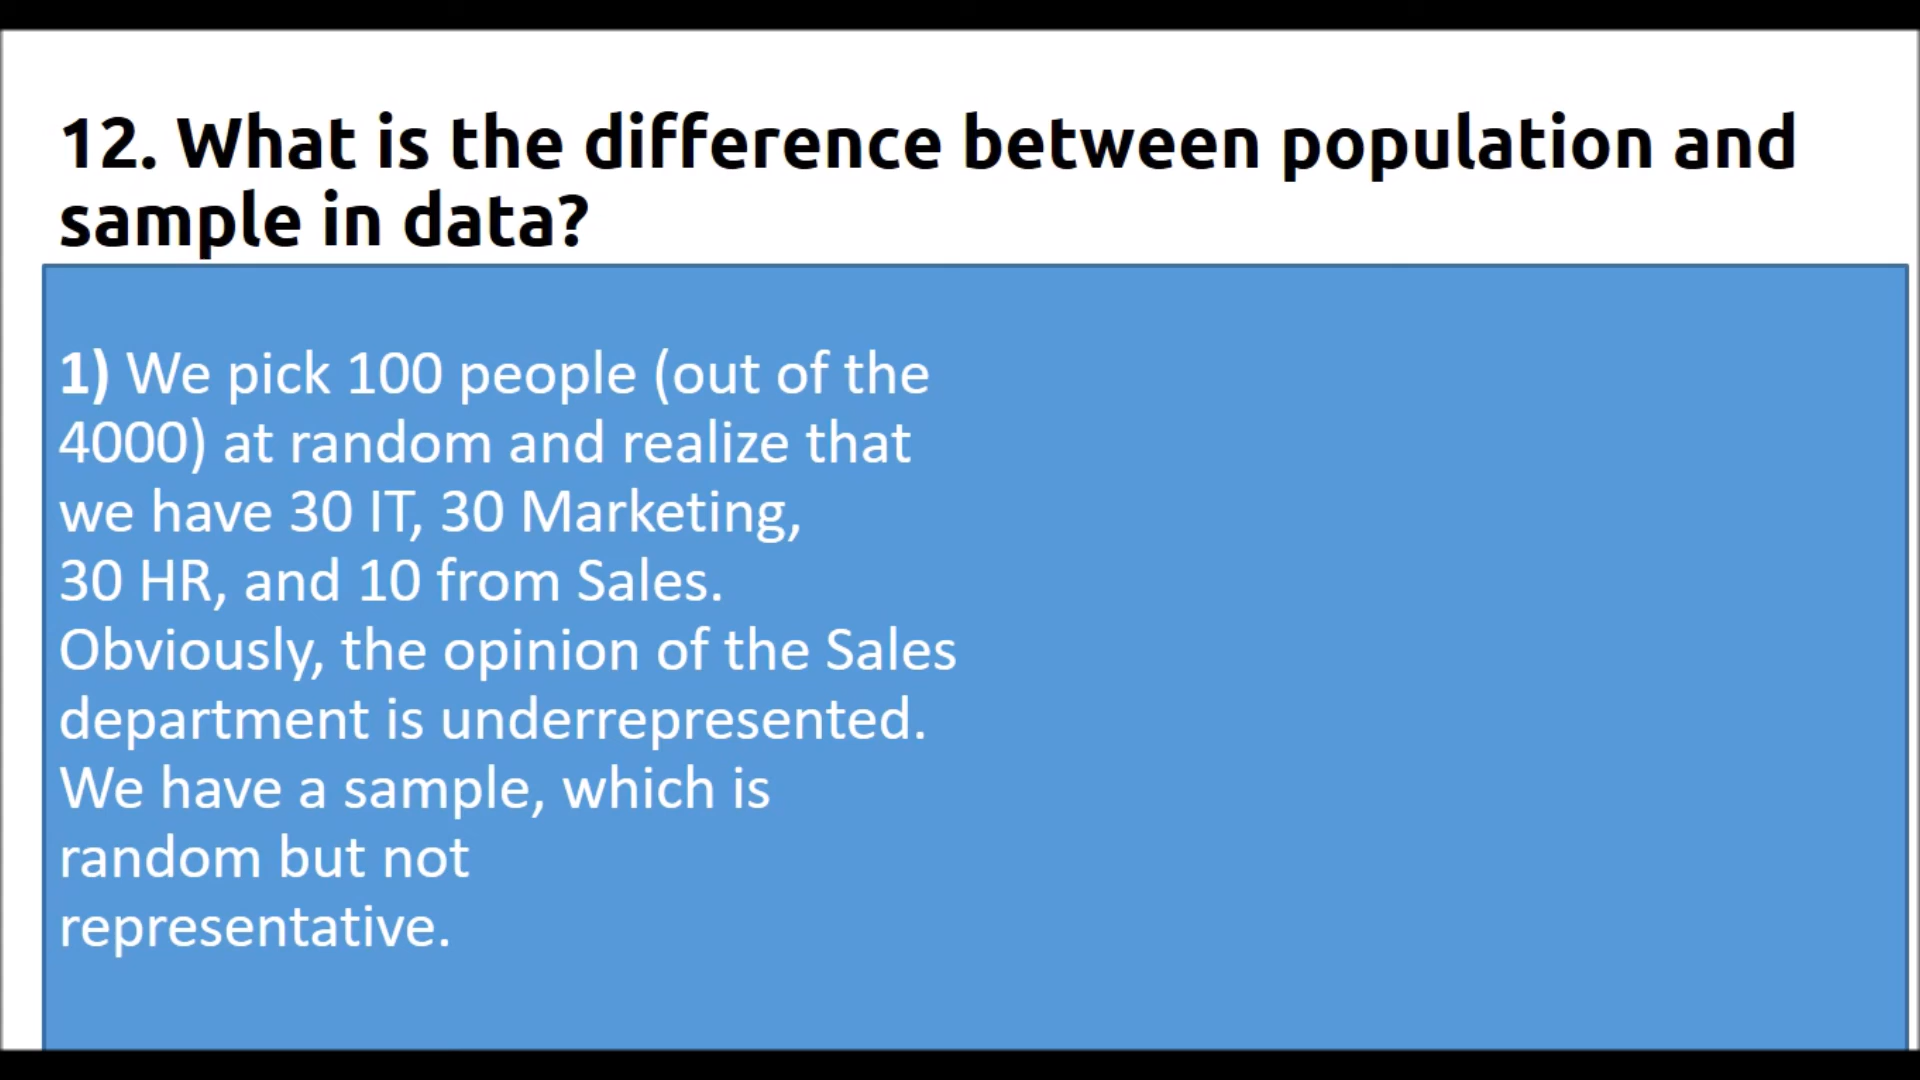 12. What is the difference between population and
sample in data?
1) We pick 100 people (out of the
4000) at random and realize that
we have 30 IT, 30 Marketing,
30 HR, and 10 from Sales.
Obviously, the opinion of the Sales
department is underrepresented.
We have a sample, which is
random but not
representative.